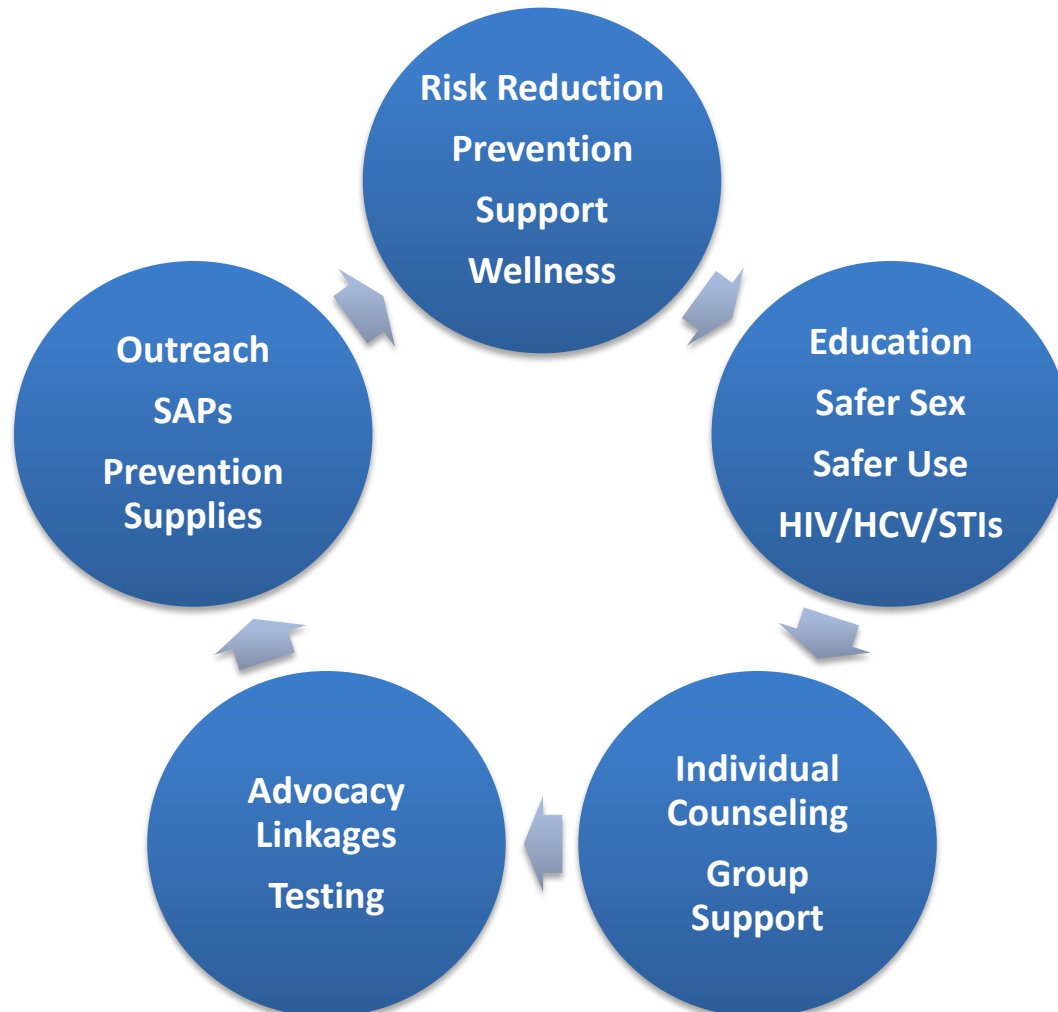 Risk Reduction
Prevention
Support
Wellness
Education
Safer Sex
Safer Use
HIV/HCV/STIs
Individual
Counseling
Group
Support
Advocacy
Linkages
Testing
Outreach
SAPs
Prevention
Supplies